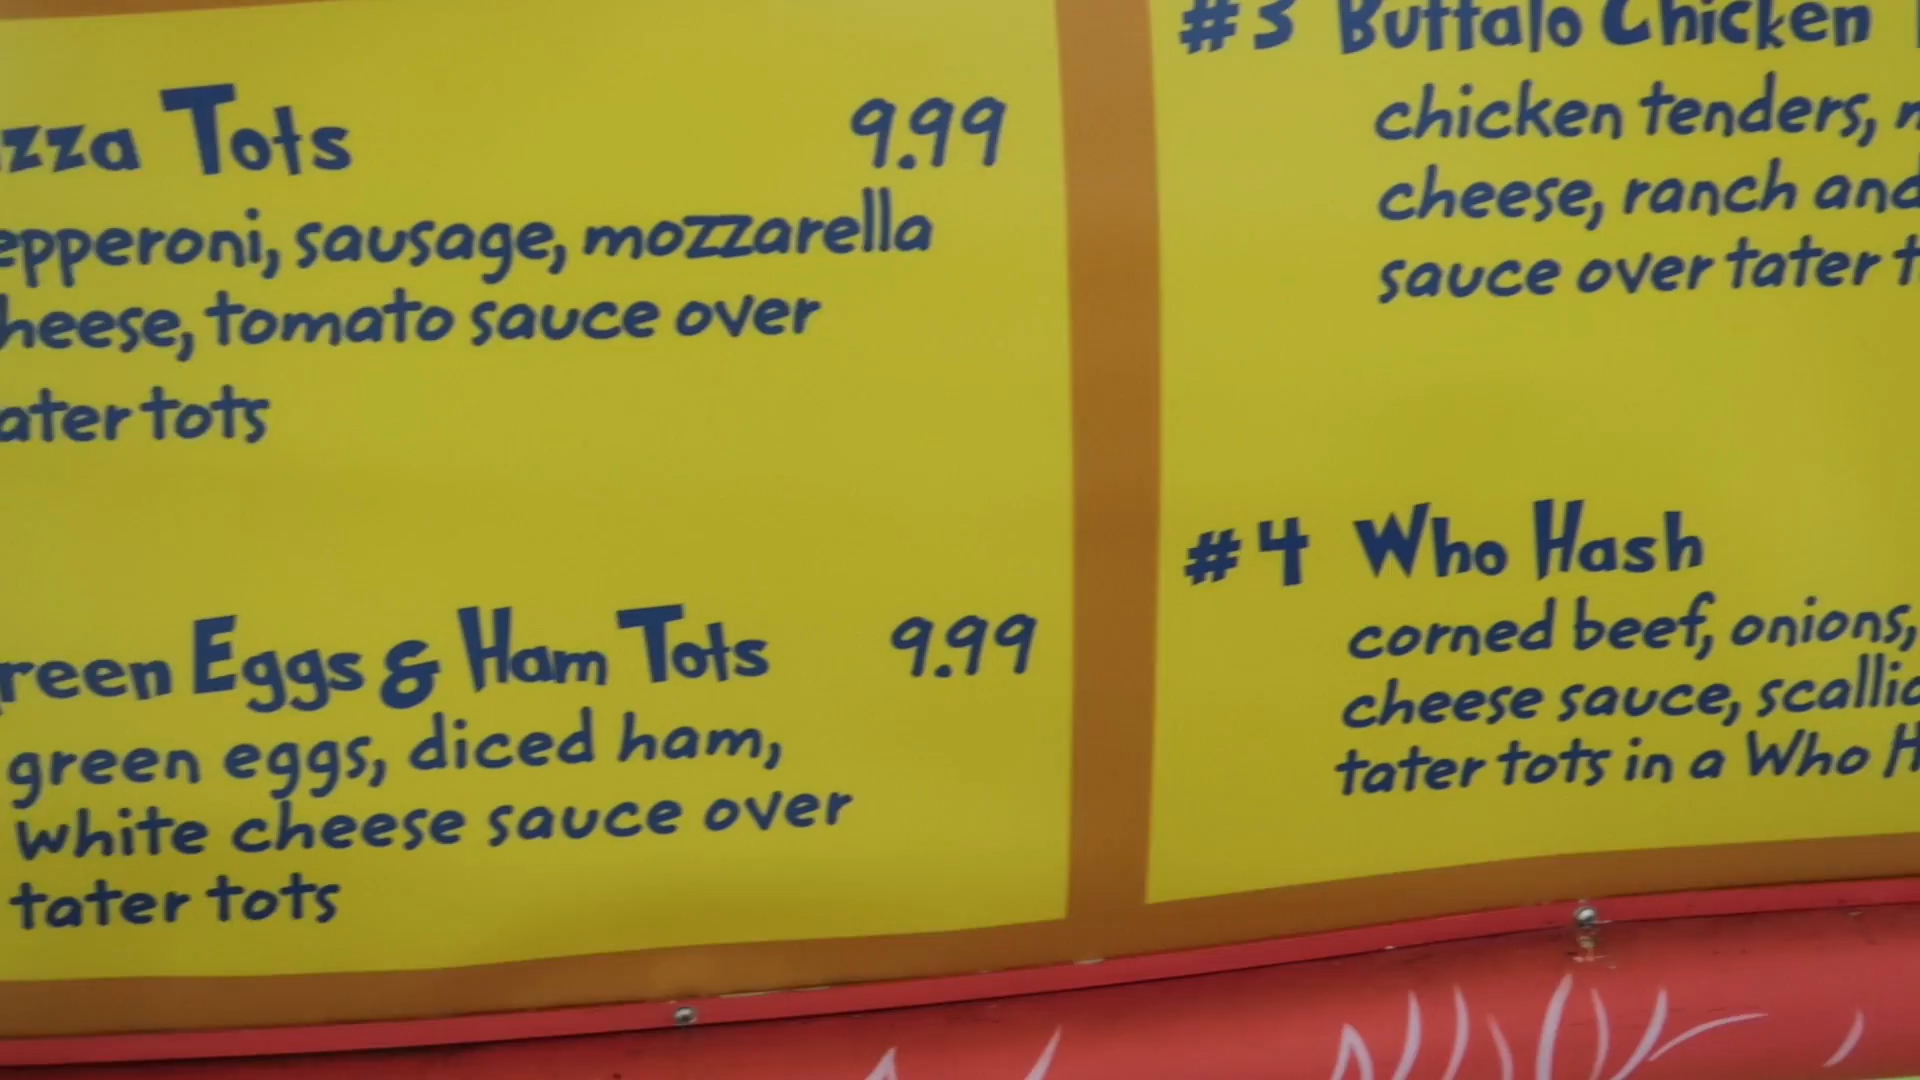 zza Tots 9.99
epperoni, sausage, mozzarella
heese, tomato sauce over
ater tots
reen Eggs & Ham Tots 9.99
green eggs, diced ham,
white cheese sauce over
tater tots
#3 Buffalo Chicken
chicken tenders,
cheese, ranch and
sauce over tater
#4 Who Hash
corned beef, onions,
cheese sauce, scallio
tater tots in a Who H